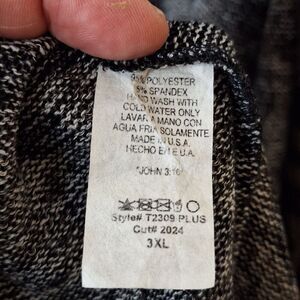 95% POLYESTER
5% SPANDEX
HAND WASH WITH
COLD WATER ONLY
LAVAR A MANO CON
AGUA FRIA SOLAMENTE
MADE IN U.S.A.
HECHO EN E.U.A.
"JOHN 3:16"
Style# T2309 PLUS
Cut# 2024
3XL